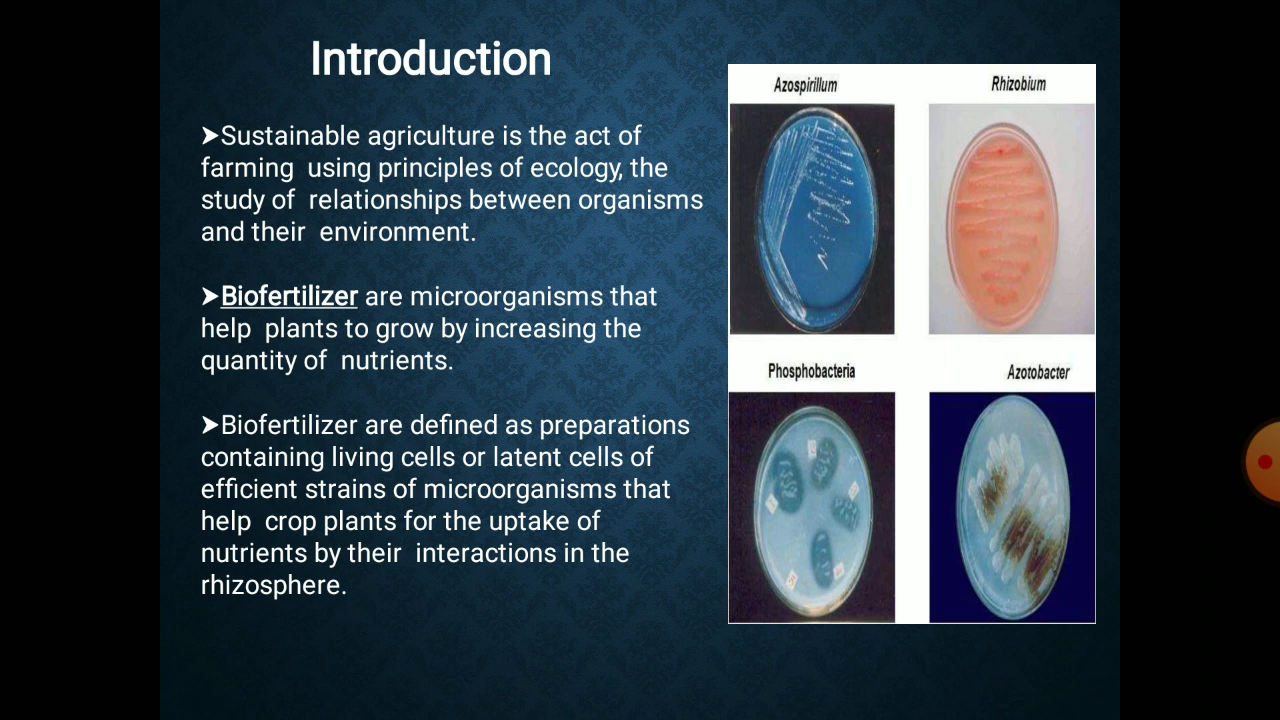 Introduction
➤Sustainable agriculture is the act of
farming using principles of ecology, the
study of relationships between organisms
and their environment.
➤Biofertilizer are microorganisms that
help plants to grow by increasing the
quantity of nutrients.
➤Biofertilizer are defined as preparations
containing living cells or latent cells of
efficient strains of microorganisms that
help crop plants for the uptake of
nutrients by their interactions in the
rhizosphere.
Azospirillum
Rhizobium
Phosphobacteria
Azotobacter